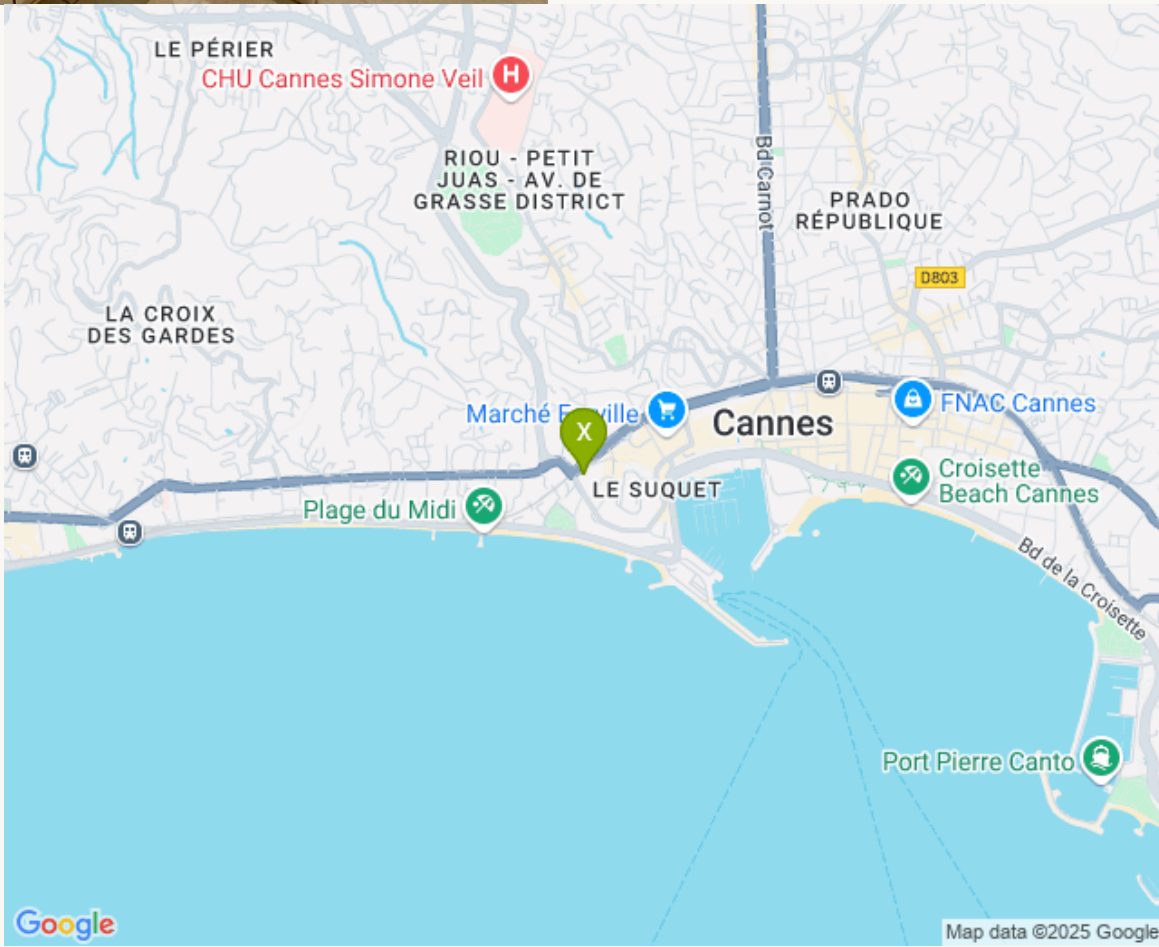 LE PÉRIER
CHU Cannes Simone Veil
H
RIOU - PETIT
JUAS - AV. DE
GRASSE DISTRICT
Bd Carnot
PRADO
RÉPUBLIQUE
D803
LA CROIX
DES GARDES
Marché
FNAC Cannes
X
Cannes
LE SUQUET
Croisette
Beach Cannes
Plage du Midi
Bd de la Croisette
Port Pierre Canto
Google
Map data ©2025 Google